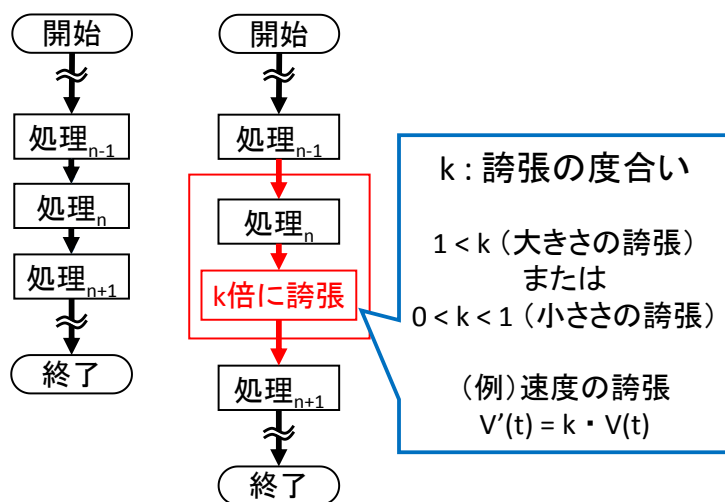 開始
処理n-1
処理n
処理n+1
終了
開始
処理n-1
処理n
k倍に誇張
処理n+1
終了
k : 誇張の度合い
1 < k （大きさの誇張）
または
0 < k < 1 （小ささの誇張）
（例）速度の誇張
V’(t) = k・V(t)